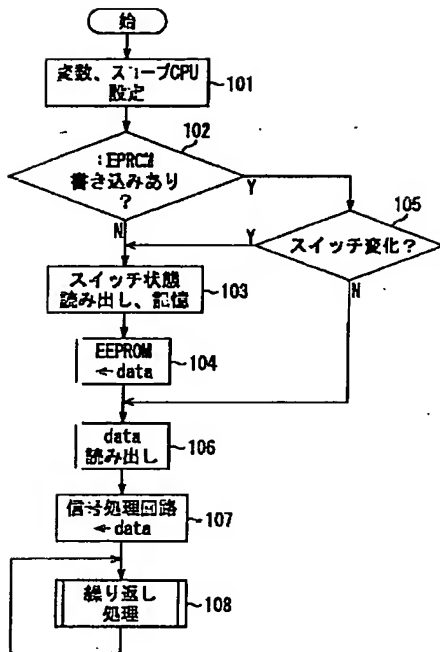 始
変数、スコープCPU
設定
101
102
書き込みあり
?
Y
N
105
スイッチ変化?
Y
N
スイッチ状態
読み出し、記憶
103
EEPROM
←data
104
data
読み出し
106
信号処理回路
←data
107
繰り返し
処理
108